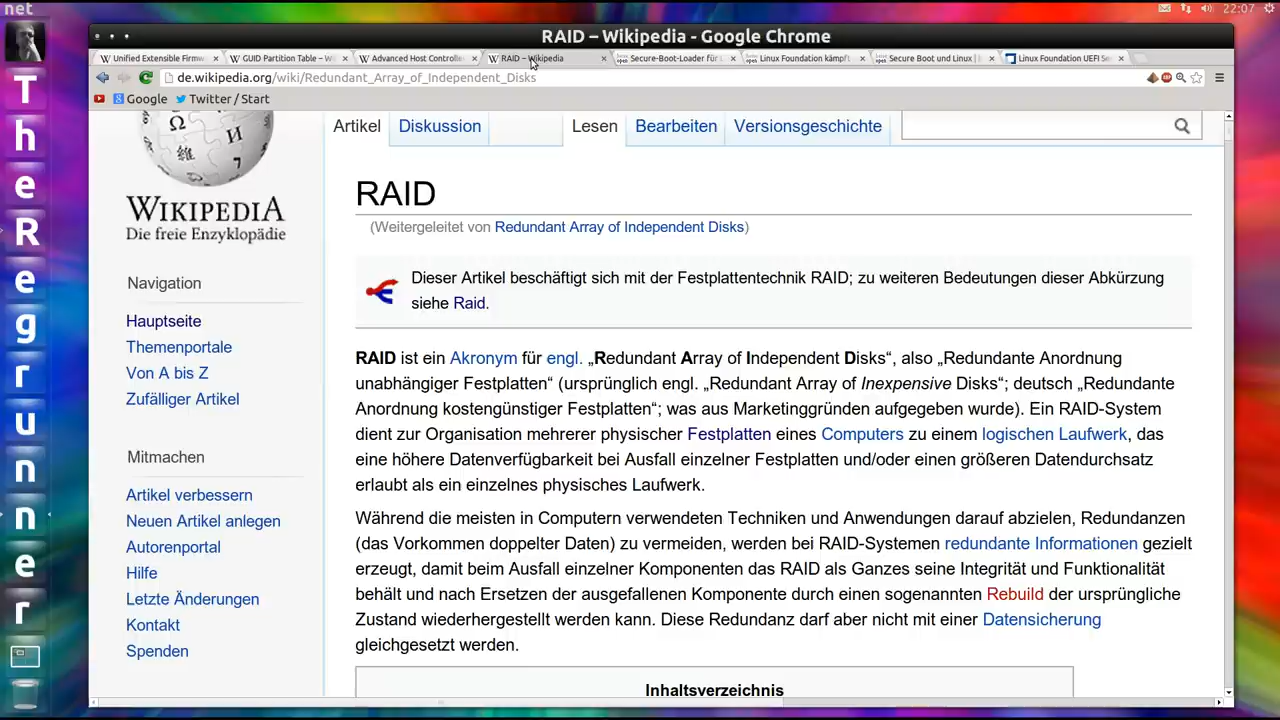 net
22:07
RAID – Wikipedia - Google Chrome
Unified Extensible Firmw
GUID Partition Table – W
Advanced Host Controlle
RAID – Wikipedia
Secure-Boot-Loader für L
Linux Foundation kämpft
Secure Boot und Linux |
Linux Foundation UEFI Se
de.wikipedia.org/wiki/Redundant_Array_of_Independent_Disks
Google
Twitter / Start
T
h
e
R
e
g
r
u
n
n
e
r
WIKIPEDIA
Die freie Enzyklopädie
Navigation
Hauptseite
Themenportale
Von A bis Z
Zufälliger Artikel
Mitmachen
Artikel verbessern
Neuen Artikel anlegen
Autorenportal
Hilfe
Letzte Änderungen
Kontakt
Spenden
Artikel
Diskussion
Lesen
Bearbeiten
Versionsgeschichte
RAID
(Weitergeleitet von Redundant Array of Independent Disks)
Dieser Artikel beschäftigt sich mit der Festplattentechnik RAID; zu weiteren Bedeutungen dieser Abkürzung
siehe Raid.
RAID ist ein Akronym für engl. „Redundant Array of Independent Disks“, also „Redundante Anordnung
unabhängiger Festplatten“ (ursprünglich engl. „Redundant Array of Inexpensive Disks“; deutsch „Redundante
Anordnung kostengünstiger Festplatten“; was aus Marketinggründen aufgegeben wurde). Ein RAID-System
dient zur Organisation mehrerer physischer Festplatten eines Computers zu einem logischen Laufwerk, das
eine höhere Datenverfügbarkeit bei Ausfall einzelner Festplatten und/oder einen größeren Datendurchsatz
erlaubt als ein einzelnes physisches Laufwerk.
Während die meisten in Computern verwendeten Techniken und Anwendungen darauf abzielen, Redundanzen
(das Vorkommen doppelter Daten) zu vermeiden, werden bei RAID-Systemen redundante Informationen gezielt
erzeugt, damit beim Ausfall einzelner Komponenten das RAID als Ganzes seine Integrität und Funktionalität
behält und nach Ersetzen der ausgefallenen Komponente durch einen sogenannten Rebuild der ursprüngliche
Zustand wiederhergestellt werden kann. Diese Redundanz darf aber nicht mit einer Datensicherung
gleichgesetzt werden.
Inhaltsverzeichnis